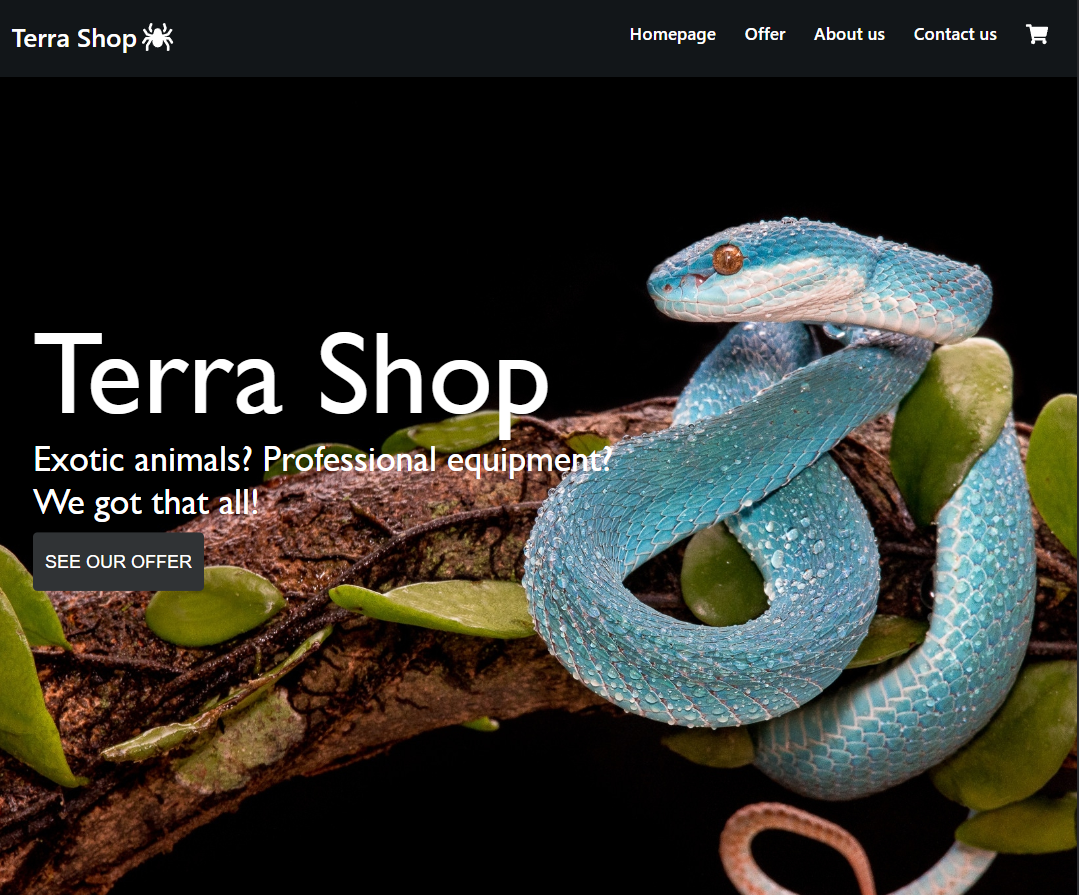 Terra Shop
Homepage Offer About us Contact us
Terra Shop
Exotic animals? Professional equipment?
We got that all!
SEE OUR OFFER